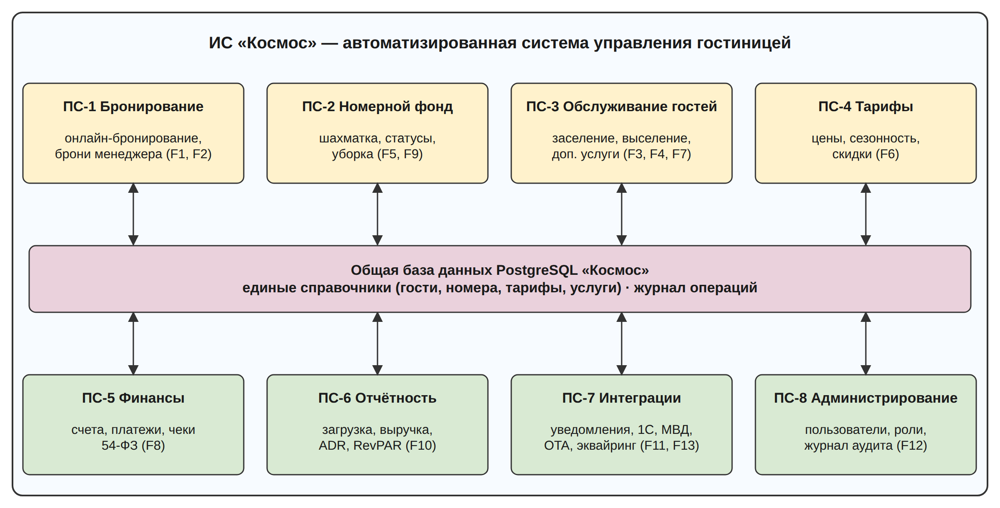 ИС «Космос» — автоматизированная система управления гостиницей
ПС-1 Бронирование
онлайн-бронирование,
брони менеджера (F1, F2)
ПС-2 Номерной фонд
шахматка, статусы,
уборка (F5, F9)
ПС-3 Обслуживание гостей
заселение, выселение,
доп. услуги (F3, F4, F7)
ПС-4 Тарифы
цены, сезонность,
скидки (F6)
Общая база данных PostgreSQL «Космос»
единые справочники (гости, номера, тарифы, услуги) · журнал операций
ПС-5 Финансы
счета, платежи, чеки
54-ФЗ (F8)
ПС-6 Отчётность
загрузка, выручка,
ADR, RevPAR (F10)
ПС-7 Интеграции
уведомления, 1С, МВД,
ОТА, эквайринг (F11, F13)
ПС-8 Администрирование
пользователи, роли,
журнал аудита (F12)